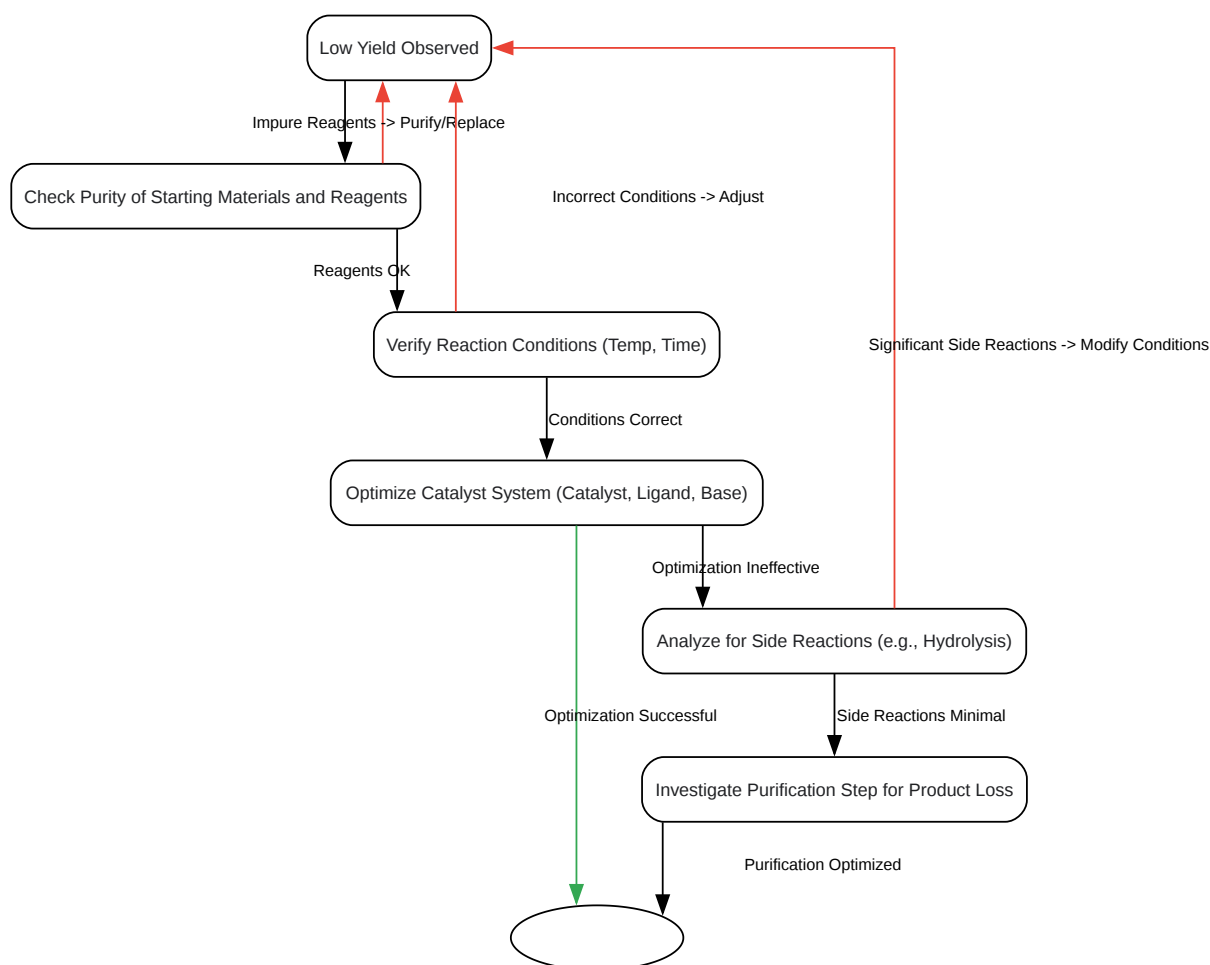 Low Yield Observed
Impure Reagents -> Purify/Replace
Check Purity of Starting Materials and Reagents
Incorrect Conditions -> Adjust
Reagents OK
Verify Reaction Conditions (Temp, Time)
Significant Side Reactions -> Modify Conditions
Conditions Correct
Optimize Catalyst System (Catalyst, Ligand, Base)
Optimization Ineffective
Analyze for Side Reactions (e.g., Hydrolysis)
Optimization Successful
Side Reactions Minimal
Investigate Purification Step for Product Loss
Purification Optimized